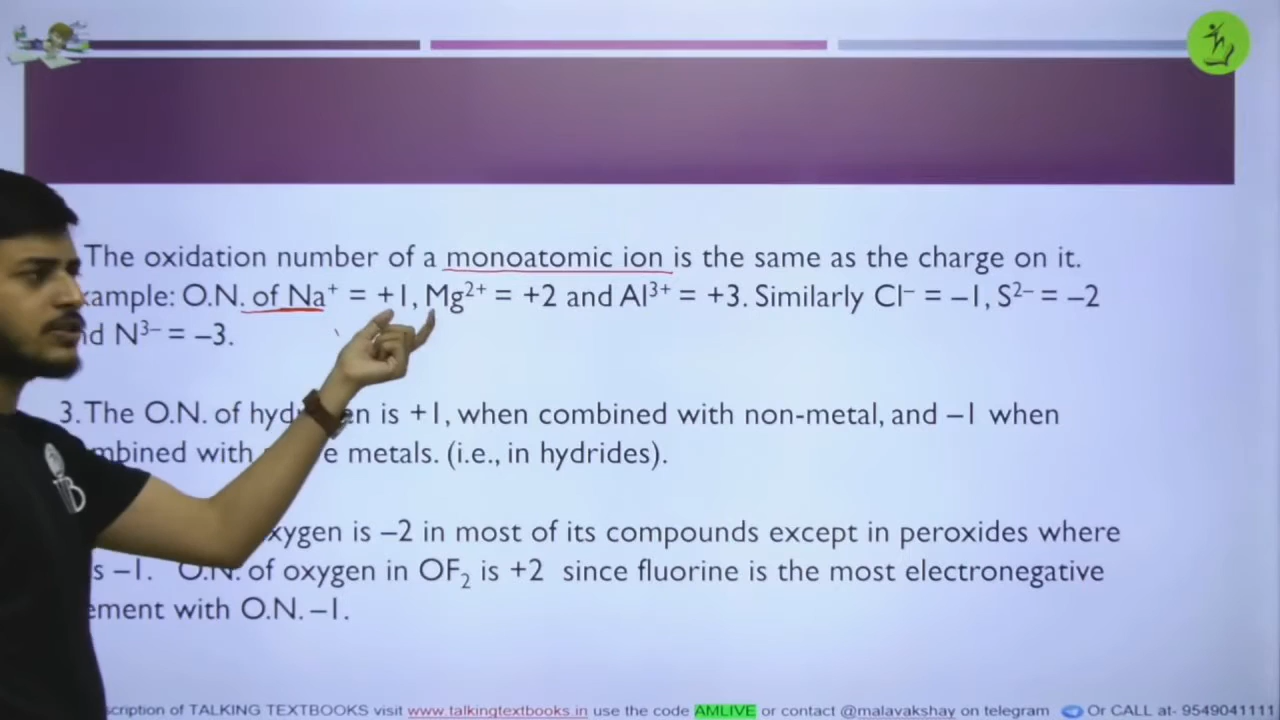 The oxidation number of a monoatomic ion is the same as the charge on it.
xample: O.N. of Na⁺ = +1, Mg²⁺ = +2 and Al³⁺ = +3. Similarly Cl⁻ = –1, S²⁻ = –2
d N³⁻ = –3.
3. The O.N. of hyd en is +1, when combined with non-metal, and –1 when
mbined with e metals. (i.e., in hydrides).
xygen is –2 in most of its compounds except in peroxides where
s –1. O.N. of oxygen in OF₂ is +2 since fluorine is the most electronegative
ement with O.N. –1.
cription of TALKING TEXTBOOKS visit www.talkingtextbooks.in use the code AMLIVE or contact @malavakshay on telegram Or CALL at- 9549041111